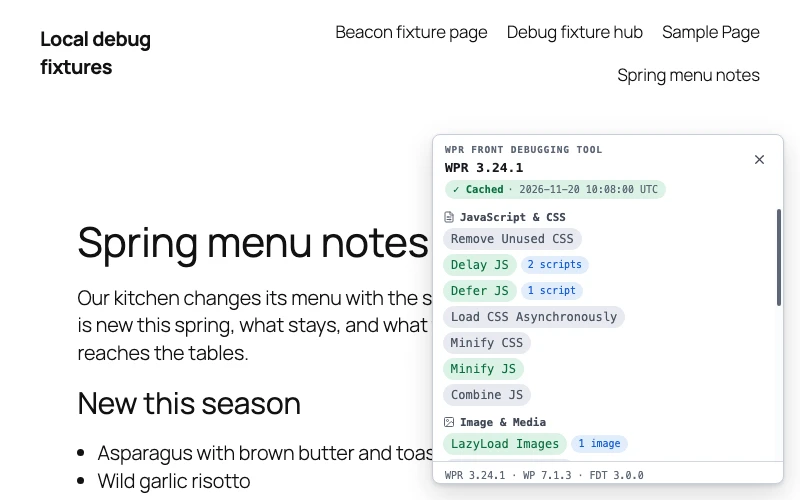 Local debug
fixtures
Beacon fixture page Debug fixture hub Sample Page
Spring menu notes
Spring menu notes
Our kitchen changes its menu with the s
is new this spring, what stays, and what
reaches the tables.
New this season
Asparagus with brown butter and toas
Wild garlic risotto
WPR FRONT DEBUGGING TOOL
WPR 3.24.1
✓ Cached · 2026-11-20 10:08:00 UTC
JavaScript & CSS
Remove Unused CSS
Delay JS 2 scripts
Defer JS 1 script
Load CSS Asynchronously
Minify CSS
Minify JS
Combine JS
Image & Media
LazyLoad Images 1 image
WPR 3.24.1 · WP 7.1.3 · FDT 3.0.0